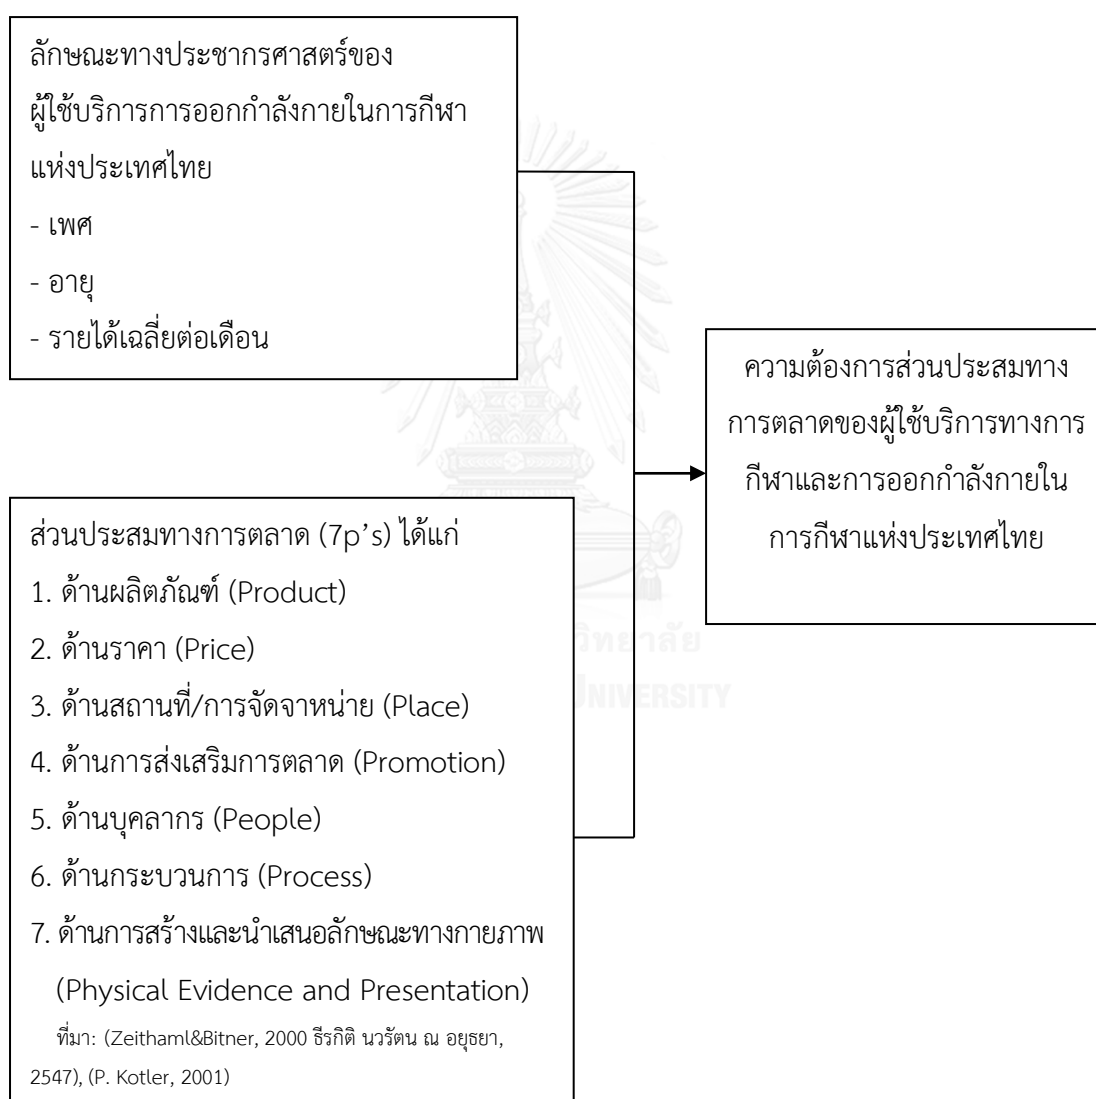 ลักษณะทางประชากรศาสตร์ของ
ผู้ใช้บริการการออกกำลังกายในการกีฬา
แห่งประเทศไทย
- เพศ
- อายุ
- รายได้เฉลี่ยต่อเดือน
ความต้องการส่วนประสมทาง
การตลาดของผู้ใช้บริการทางการ
กีฬาและการออกกำลังกายใน
การกีฬาแห่งประเทศไทย
ส่วนประสมทางการตลาด (7p’s) ได้แก่
1. ด้านผลิตภัณฑ์ (Product)
2. ด้านราคา (Price)
3. ด้านสถานที่/การจัดจาหน่าย (Place)
4. ด้านการส่งเสริมการตลาด (Promotion)
5. ด้านบุคลากร (People)
6. ด้านกระบวนการ (Process)
7. ด้านการสร้างและนำเสนอลักษณะทางกายภาพ
(Physical Evidence and Presentation)
ที่มา: (Zeithaml&Bitner, 2000 ธีรกิติ นวรัตน ณ อยุธยา,
2547), (P. Kotler, 2001)
วิทยาลัย
UNIVERSITY